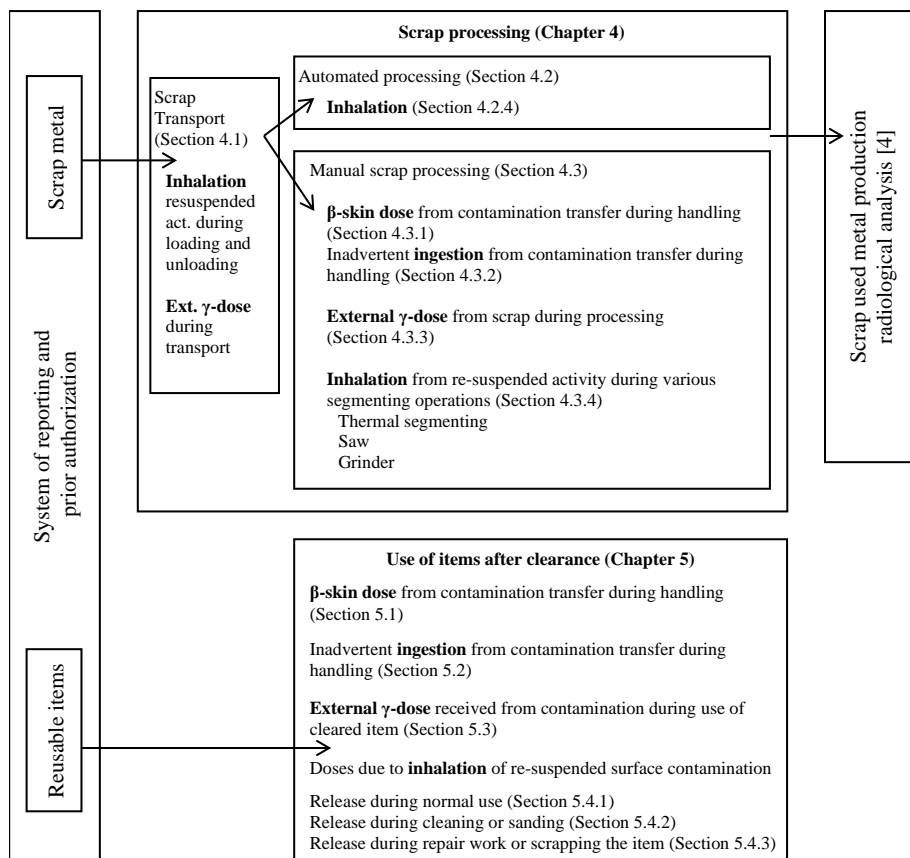 System of reporting and
prior authorization
Scrap metal
Reusable items
Scrap processing (Chapter 4)
Scrap
Transport
(Section 4.1)
Inhalation
resuspended
act. during
loading and
unloading
Ext. γ-dose
during
transport
Automated processing (Section 4.2)
Inhalation (Section 4.2.4)
Manual scrap processing (Section 4.3)
β-skin dose from contamination transfer during handling
(Section 4.3.1)
Inadvertent ingestion from contamination transfer during
handling (Section 4.3.2)
External γ-dose from scrap during processing
(Section 4.3.3)
Inhalation from re-suspended activity during various
segmenting operations (Section 4.3.4)
Thermal segmenting
Saw
Grinder
Scrap used metal production
radiological analysis [4]
Use of items after clearance (Chapter 5)
β-skin dose from contamination transfer during handling
(Section 5.1)
Inadvertent ingestion from contamination transfer during
handling (Section 5.2)
External γ-dose received from contamination during use of
cleared item (Section 5.3)
Doses due to inhalation of re-suspended surface contamination
Release during normal use (Section 5.4.1)
Release during cleaning or sanding (Section 5.4.2)
Release during repair work or scrapping the item (Section 5.4.3)